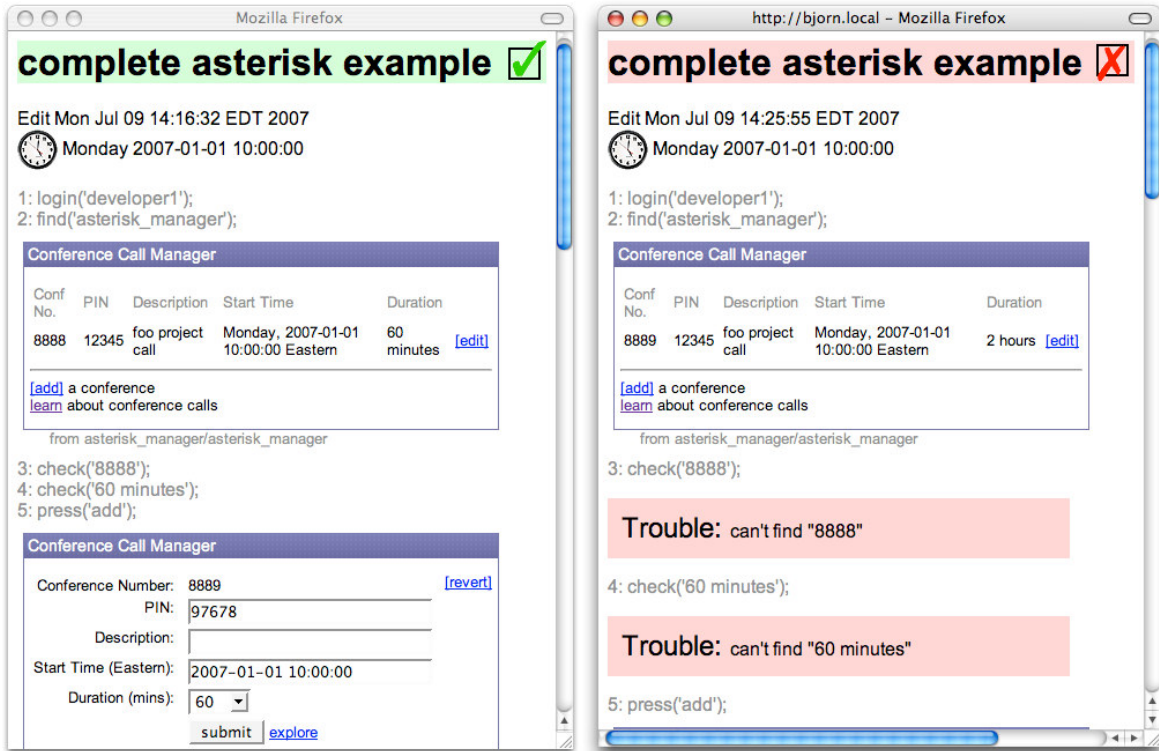 Mozilla Firefox
complete asterisk example
Edit Mon Jul 09 14:16:32 EDT 2007
Monday 2007-01-01 10:00:00
1: login('developer1');
2: find('asterisk_manager');
Conference Call Manager
Conf No. PIN Description Start Time Duration
8888 12345 foo project call Monday, 2007-01-01 10:00:00 Eastern 60 minutes [edit]
[add] a conference
learn about conference calls
from asterisk_manager/asterisk_manager
3: check('8888');
4: check('60 minutes');
5: press('add');
Conference Call Manager
Conference Number: 8889 [revert]
PIN: 97678
Description:
Start Time (Eastern): 2007-01-01 10:00:00
Duration (mins): 60
submit explore
http://bjorn.local – Mozilla Firefox
complete asterisk example
Edit Mon Jul 09 14:25:55 EDT 2007
Monday 2007-01-01 10:00:00
1: login('developer1');
2: find('asterisk_manager');
Conference Call Manager
Conf No. PIN Description Start Time Duration
8889 12345 foo project call Monday, 2007-01-01 10:00:00 Eastern 2 hours [edit]
[add] a conference
learn about conference calls
from asterisk_manager/asterisk_manager
3: check('8888');
Trouble: can't find "8888"
4: check('60 minutes');
Trouble: can't find "60 minutes"
5: press('add');